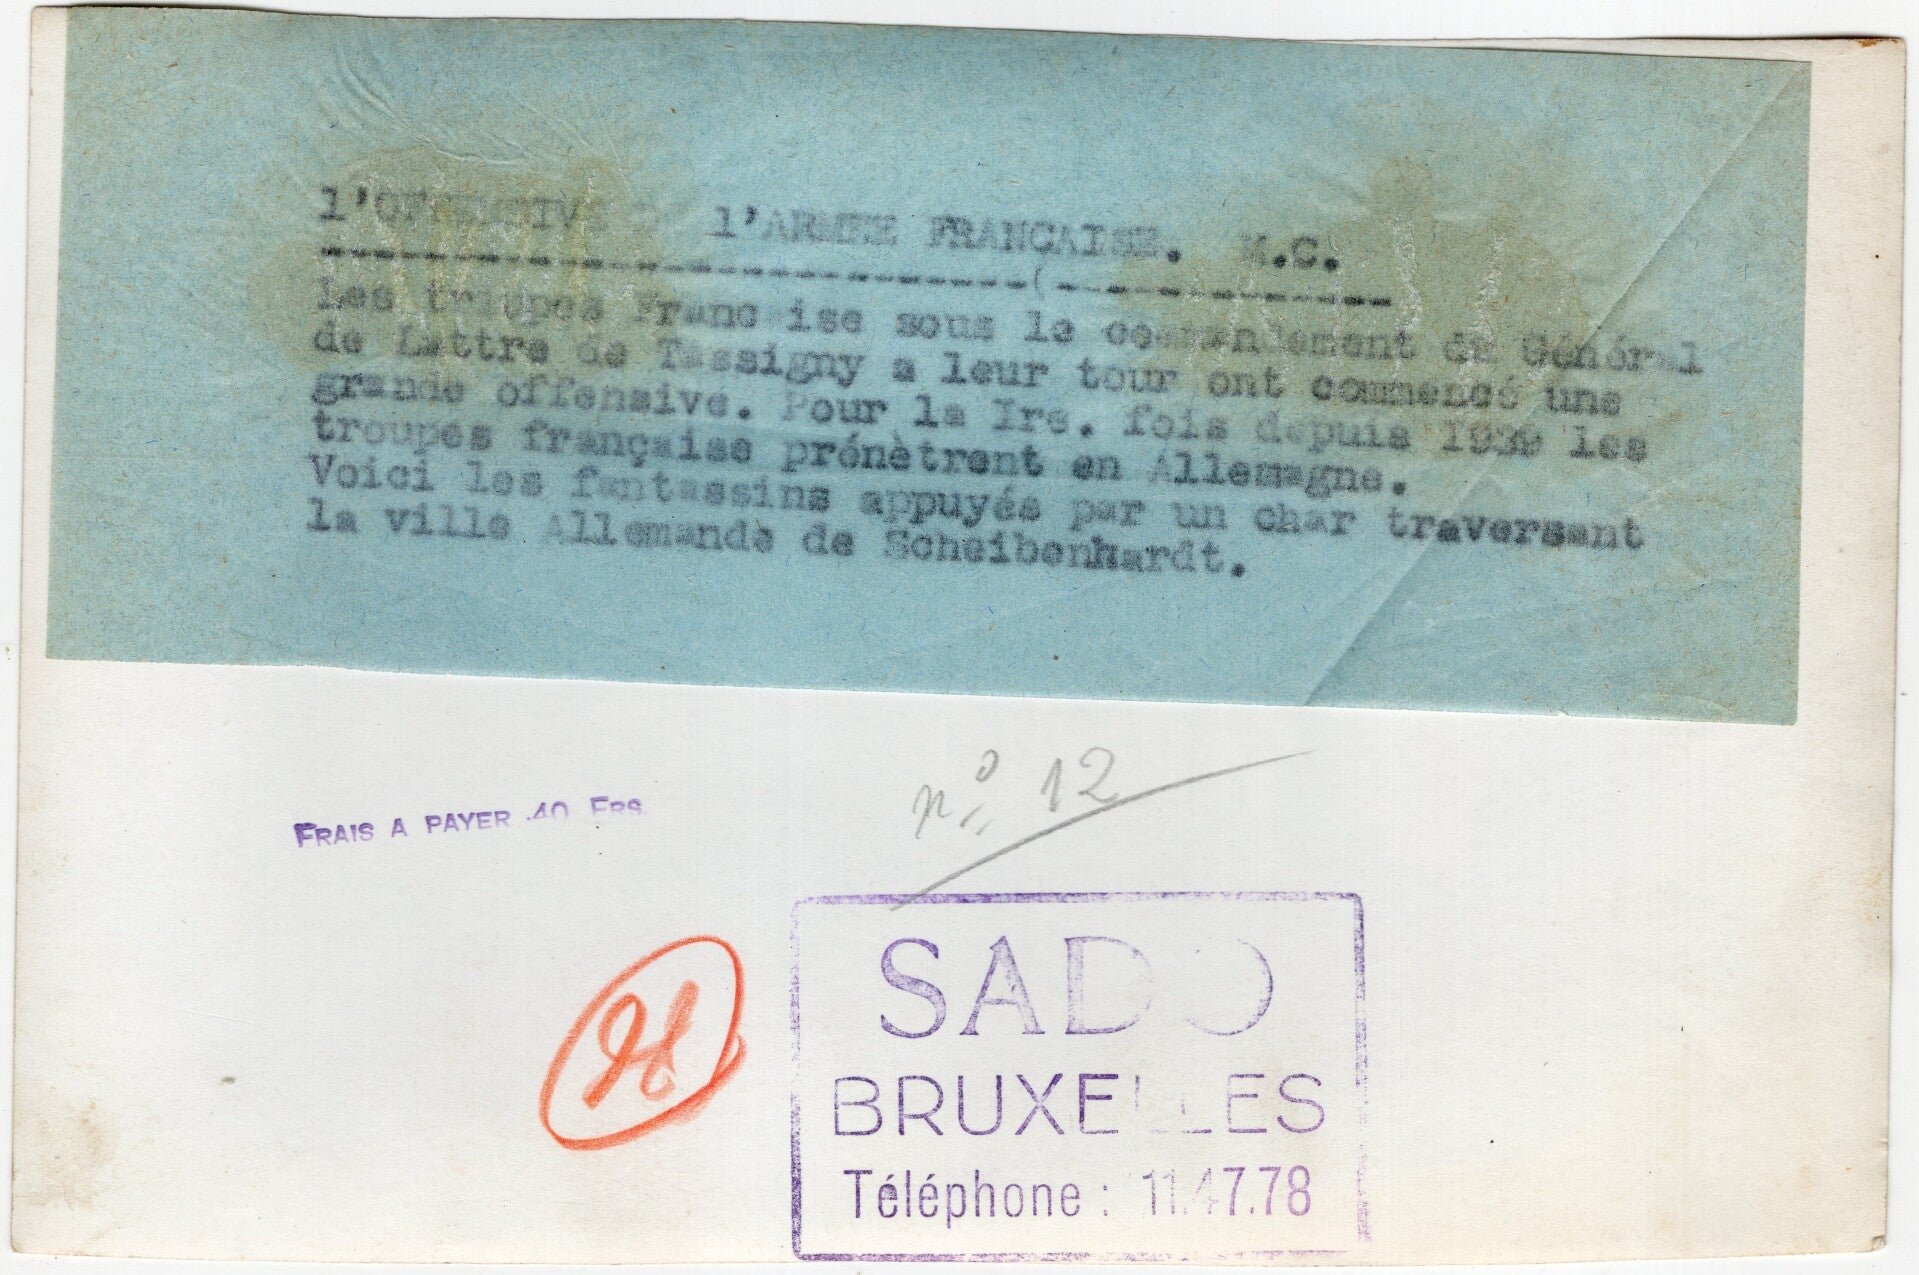 l'OFFENSIVE DE l'ARMEE FRANCAISE. M.C.
Les troupes Francaise sous le commandement du Général
de Lattre de Tassigny a leur tour ont commencé une
grande offensive. Pour la Ire. fois depuis 1939 les
troupes française prénètrent en Allemagne.
Voici les fantassins appuyés par un char traversant
la ville Allemande de Scheibenhardt.
n° 12
FRAIS A PAYER 40 FRS.
SADO
BRUXELLES
Téléphone : 11.47.78